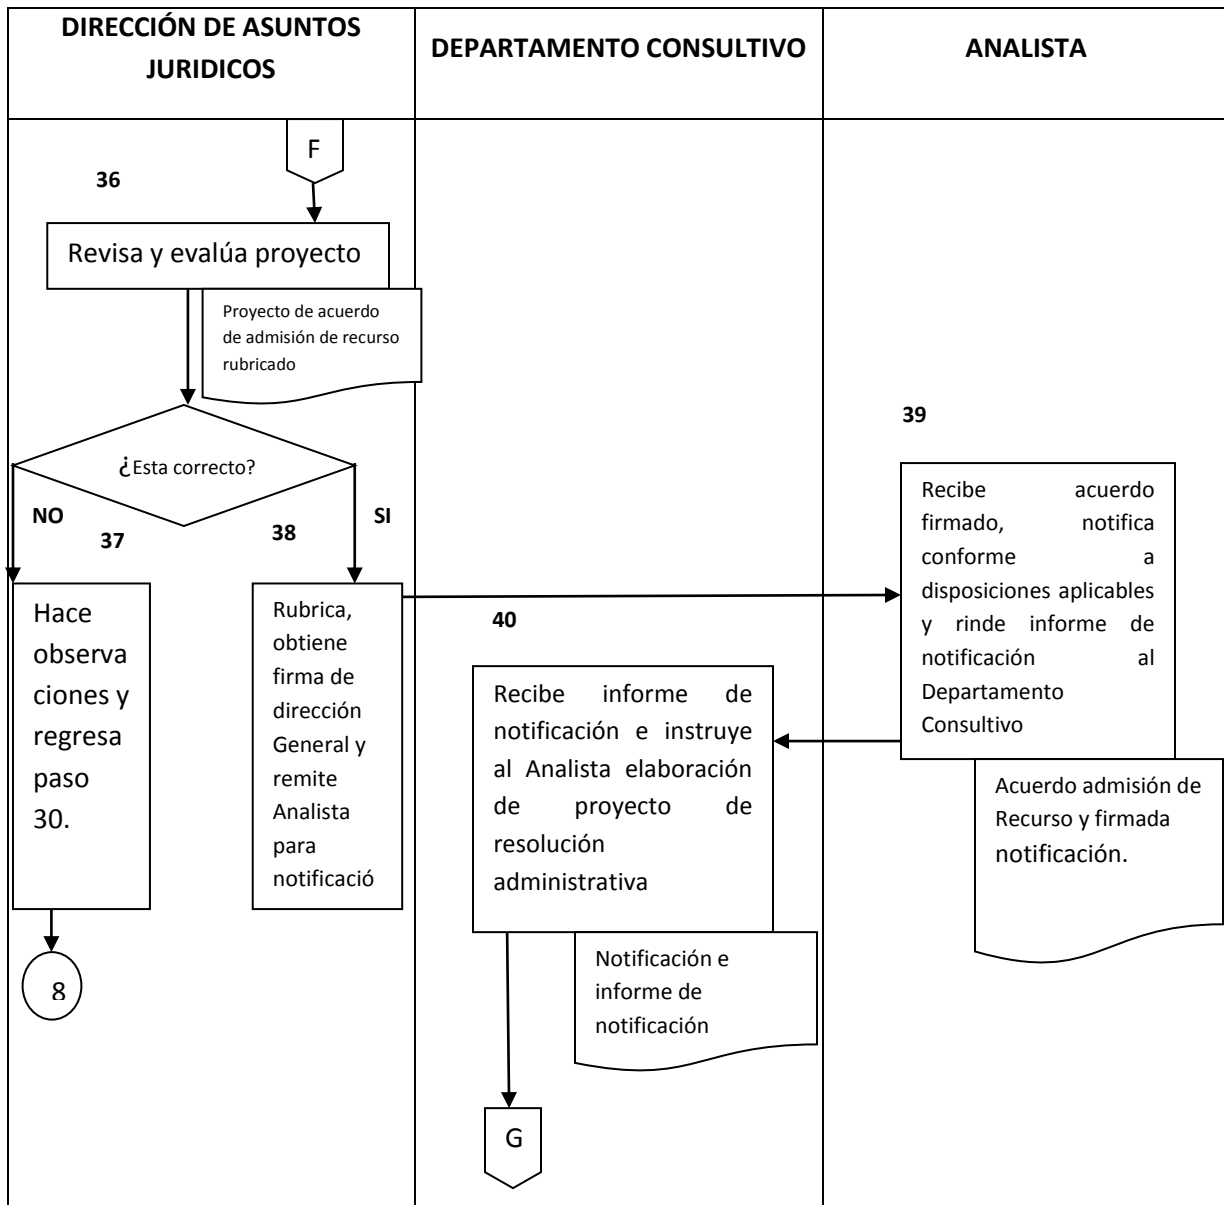 DIRECCIÓN DE ASUNTOS
JURIDICOS
DEPARTAMENTO CONSULTIVO
ANALISTA
F
36
Revisa y evalúa proyecto
Proyecto de acuerdo
de admisión de recurso
rubricado
¿Esta correcto?
NO
SI
37
38
Hace
observa
ciones y
regresa
paso
30.
8
Rubrica,
obtiene
firma de
dirección
General y
remite
Analista
para
notificació
39
Recibe acuerdo
firmado, notifica
conforme a
disposiciones aplicables
y rinde informe de
notificación al
Departamento
Consultivo
Acuerdo admisión de
Recurso y firmada
notificación.
40
Recibe informe de
notificación e instruye
al Analista elaboración
de proyecto de
resolución
administrativa
Notificación e
informe de
notificación
G